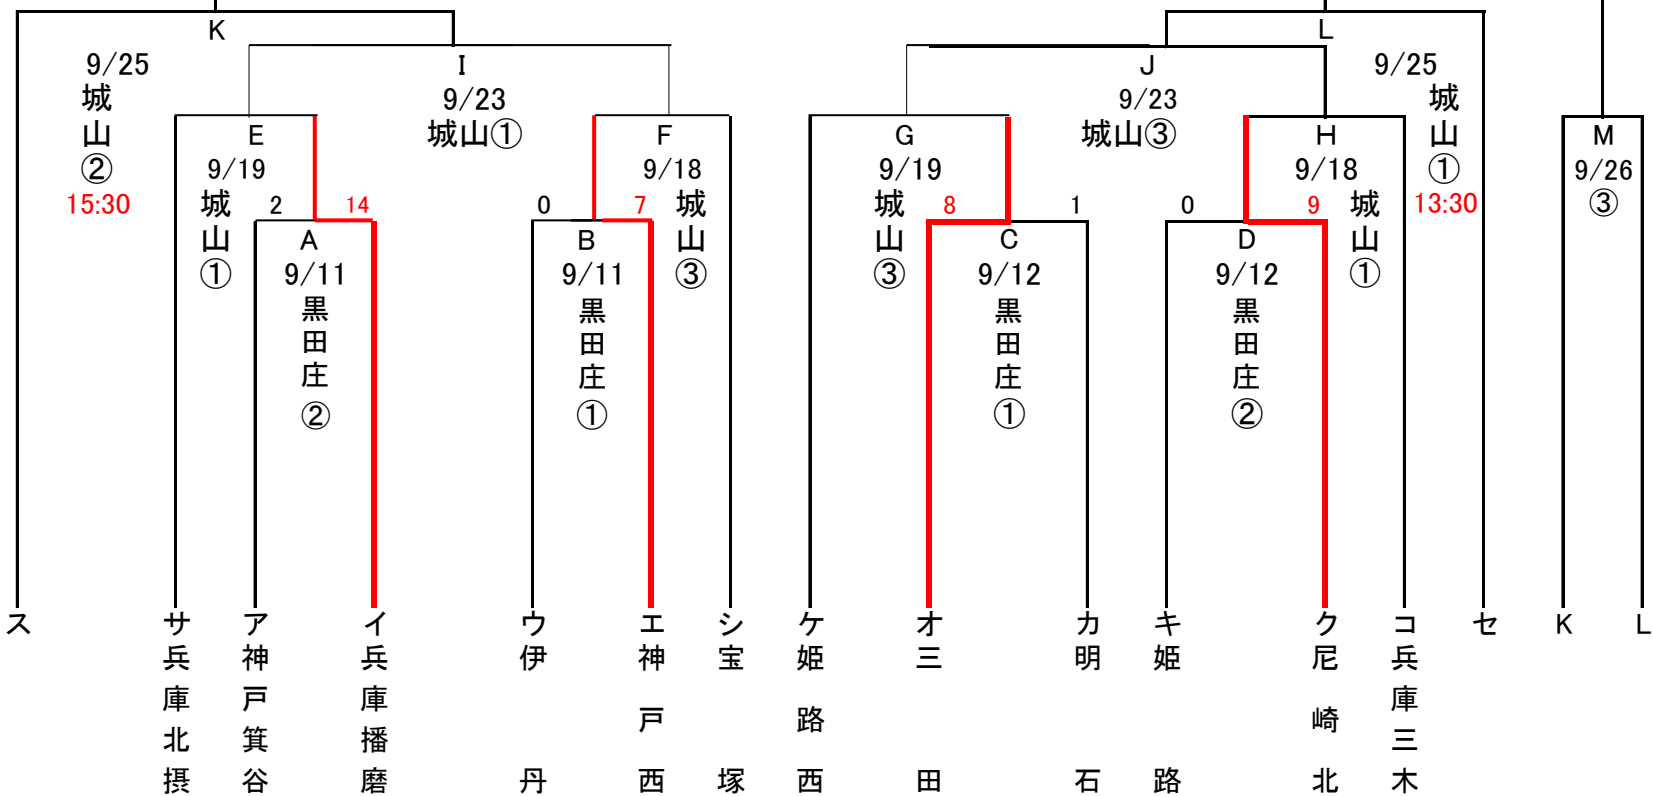 K
L
9/25
城山②
15:30
I
9/23
城山①
J
9/23
城山③
9/25
城山①
13:30
E
9/19
城山①
F
9/18
城山③
G
9/19
城山③
H
9/18
城山①
M
9/26
③
2
14
A
9/11
黒田庄②
0
7
B
9/11
黒田庄①
8
1
C
9/12
黒田庄①
0
9
D
9/12
黒田庄②
ス
サ兵庫北摂
ア神戸箕谷
イ兵庫播磨
ウ伊丹
エ神戸西
シ宝塚
ケ姫路西
オ三田
カ明石
キ姫路
ク尼崎北
コ兵庫三木
セ
K
L